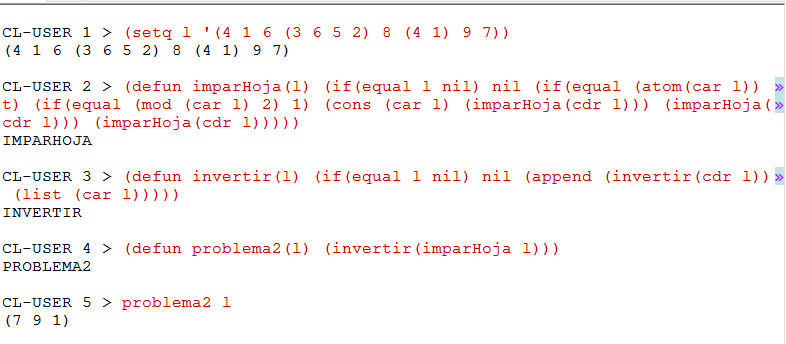 CL-USER 1 > (setq l '(4 1 6 (3 6 5 2) 8 (4 1) 9 7))
(4 1 6 (3 6 5 2) 8 (4 1) 9 7)
CL-USER 2 > (defun imparHoja(l) (if(equal l nil) nil (if(equal (atom(car l)) »
t) (if(equal (mod (car l) 2) 1) (cons (car l) (imparHoja(cdr l))) (imparHoja(»
cdr l))) (imparHoja(cdr l)))))
IMPARHOJA
CL-USER 3 > (defun invertir(l) (if(equal l nil) nil (append (invertir(cdr l)) »
(list (car l)))))
INVERTIR
CL-USER 4 > (defun problema2(l) (invertir(imparHoja l)))
PROBLEMA2
CL-USER 5 > problema2 l
(7 9 1)